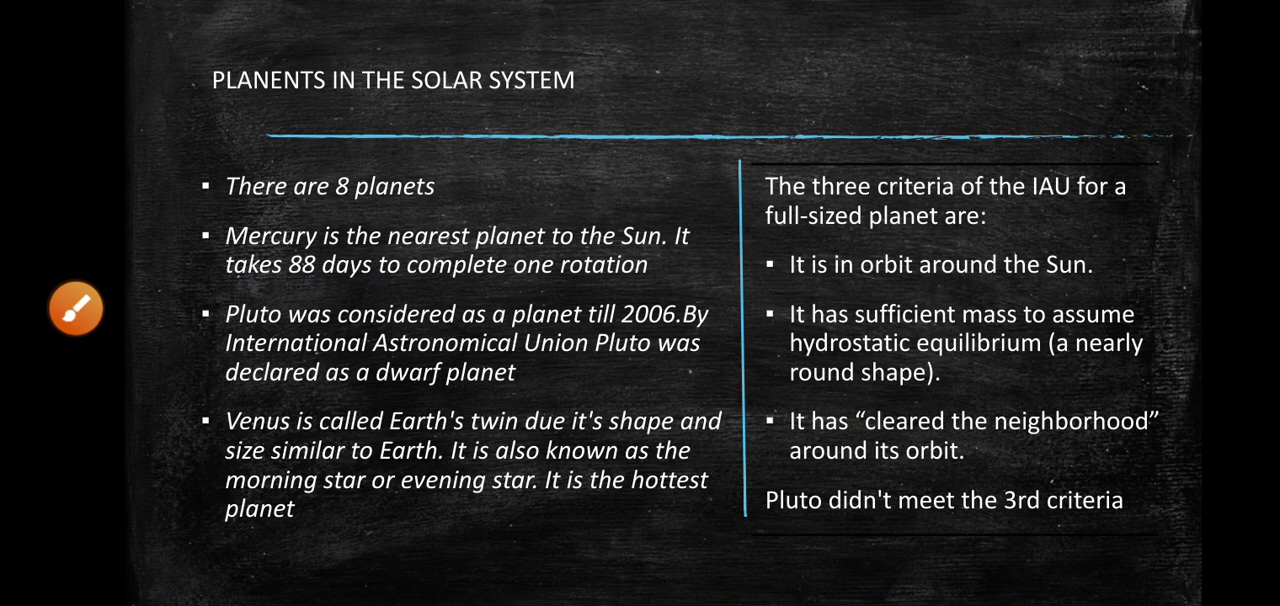 PLANENTS IN THE SOLAR SYSTEM
▪ There are 8 planets
▪ Mercury is the nearest planet to the Sun. It
takes 88 days to complete one rotation
▪ Pluto was considered as a planet till 2006.By
International Astronomical Union Pluto was
declared as a dwarf planet
▪ Venus is called Earth's twin due it's shape and
size similar to Earth. It is also known as the
morning star or evening star. It is the hottest
planet
The three criteria of the IAU for a
full-sized planet are:
▪ It is in orbit around the Sun.
▪ It has sufficient mass to assume
hydrostatic equilibrium (a nearly
round shape).
▪ It has “cleared the neighborhood”
around its orbit.
Pluto didn't meet the 3rd criteria